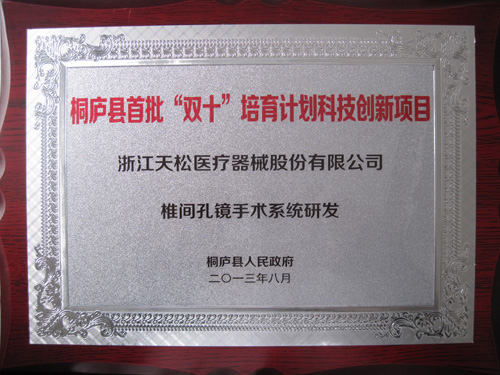 桐庐县首批“双十”培育计划科技创新项目
浙江天松医疗器械股份有限公司
椎间孔镜手术系统研发
桐庐县人民政府
二〇一三年八月